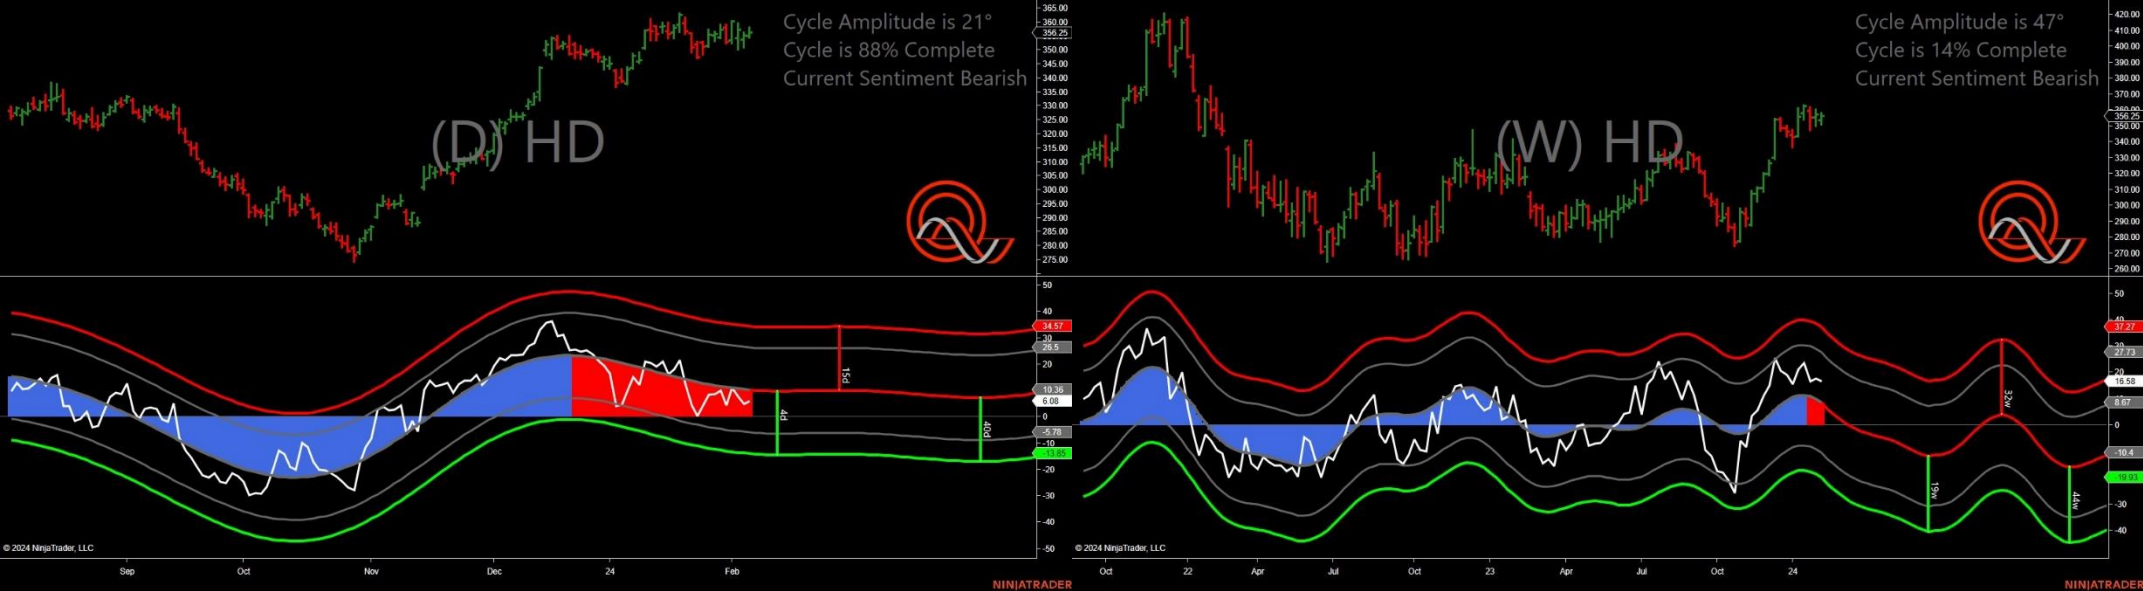 Cycle Amplitude is 21°
Cycle is 88% Complete
Current Sentiment Bearish
(D) HD
365.00
356.25
350.00
345.00
340.00
335.00
330.00
325.00
320.00
315.00
310.00
305.00
300.00
295.00
290.00
285.00
280.00
275.00
50
40
34.57
30
26.5
20
10.36
6.08
0
-5.78
-10
-13.85
-20
-30
-40
-50
4d
15d
40d
© 2024 NinjaTrader, LLC
Sep
Oct
Nov
Dec
24
Feb
NINJATRADER
Cycle Amplitude is 47°
Cycle is 14% Complete
Current Sentiment Bearish
(W) HD
420.00
410.00
400.00
390.00
380.00
370.00
360.00
356.25
350.00
340.00
330.00
320.00
310.00
300.00
290.00
280.00
270.00
260.00
50
40
37.27
30
27.73
16.58
8.67
0
-10.4
-19.93
-30
-40
19w
32w
44w
© 2024 NinjaTrader, LLC
Oct
22
Apr
Jul
Oct
23
Apr
Jul
Oct
24
NINJATRADER